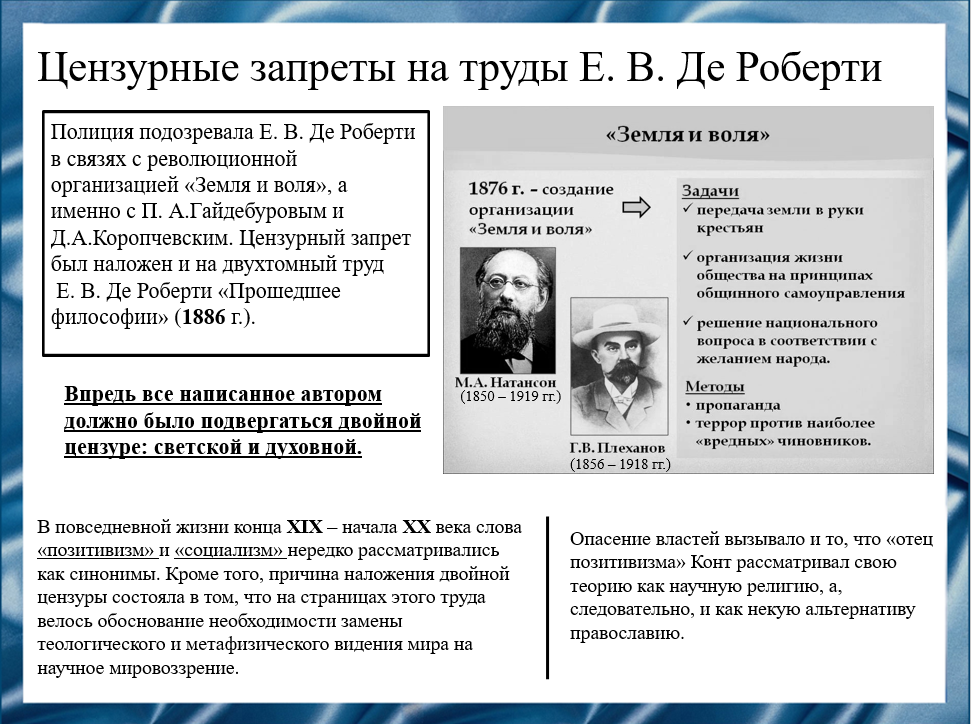 Цензурные запреты на труды Е. В. Де Роберти
Полиция подозревала Е. В. Де Роберти
в связях с революционной
организацией «Земля и воля», а
именно с П. А.Гайдебуровым и
Д.А.Коропчевским. Цензурный запрет
был наложен и на двухтомный труд
Е. В. Де Роберти «Прошедшее
философии» (1886 г.).
Впредь все написанное автором
должно было подвергаться двойной
цензуре: светской и духовной.
«Земля и воля»
1876 г. - создание
организации
«Земля и воля»
М.А. Натансон
(1850 – 1919 гг.)
Г.В. Плеханов
(1856 – 1918 гг.)
Задачи
✓ передача земли в руки
крестьян
✓ организация жизни
общества на принципах
общинного самоуправления
✓ решение национального
вопроса в соответствии с
желанием народа.
Методы
• пропаганда
• террор против наиболее
«вредных» чиновников.
В повседневной жизни конца XIX – начала XX века слова
«позитивизм» и «социализм» нередко рассматривались
как синонимы. Кроме того, причина наложения двойной
цензуры состояла в том, что на страницах этого труда
велось обоснование необходимости замены
теологического и метафизического видения мира на
научное мировоззрение.
Опасение властей вызывало и то, что «отец
позитивизма» Конт рассматривал свою
теорию как научную религию, а,
следовательно, и как некую альтернативу
православию.